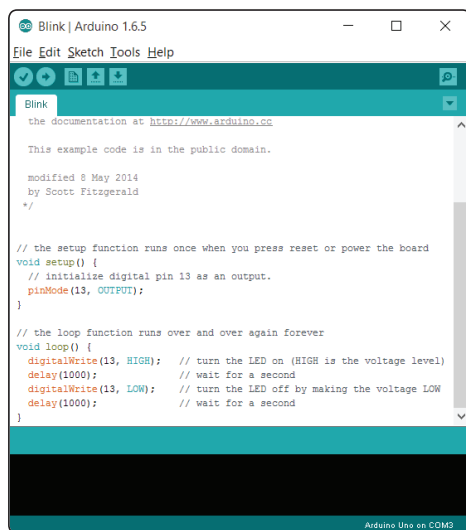 Blink | Arduino 1.6.5
File Edit Sketch Tools Help
Blink
the documentation at http://www.arduino.cc
This example code is in the public domain.
modified 8 May 2014
by Scott Fitzgerald
*/
// the setup function runs once when you press reset or power the board
void setup() {
// initialize digital pin 13 as an output.
pinMode(13, OUTPUT);
}
// the loop function runs over and over again forever
void loop() {
digitalWrite(13, HIGH);   // turn the LED on (HIGH is the voltage level)
delay(1000);              // wait for a second
digitalWrite(13, LOW);    // turn the LED off by making the voltage LOW
delay(1000);              // wait for a second
}
Arduino Uno on COM3